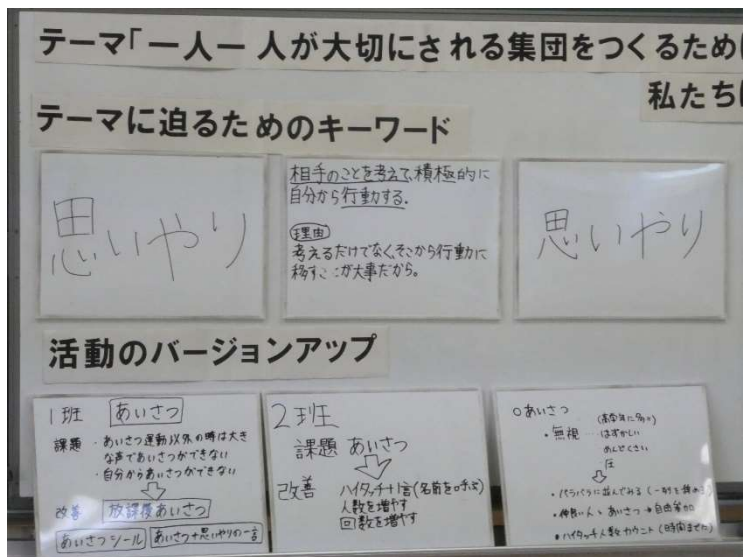 テーマ「一人一人が大切にされる集団をつくるため
私たち
テーマに迫るためのキーワード
思いやり
相手のことを考えて、積極的に
自分から行動する。
理由
考えるだけでなく、そこから行動に
移すことが大事だから。
思いやり
活動のバージョンアップ
1班 あいさつ
課題 ・あいさつ運動以外の時は大き
な声であいさつができない
・自分からあいさつができない
改善 放課後あいさつ
あいさつシール あいさつ+思いやりの一言
2班
課題 あいさつ
改善 ハイタッチ+1言(名前を呼ぶ)
人数を増やす
回数を増やす
○あいさつ
・無視 … はずかしい
(高学年に多い)
めんどくさい
圧
・バラバラに並んでみる
・仲良い人とあいさつ→自由参加
・ハイタッチ人数カウント(時間まで)